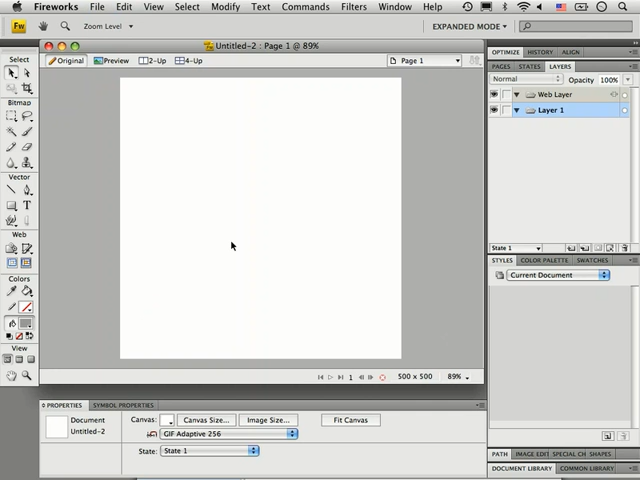 Fireworks File Edit View Select Modify Text Commands Filters Window Help
Fw Zoom Level EXPANDED MODE
Untitled-2 : Page 1 @ 89%
Original Preview 2-Up 4-Up Page 1
Select
Bitmap
Vector
Web
Colors
View
1 500 x 500 89%
OPTIMIZE HISTORY ALIGN
PAGES STATES LAYERS
Normal Opacity 100%
Web Layer
Layer 1
State 1
STYLES COLOR PALETTE SWATCHES
Current Document
PROPERTIES SYMBOL PROPERTIES
Document Canvas: Canvas Size... Image Size... Fit Canvas
Untitled-2 GIF Adaptive 256
State: State 1
PATH IMAGE EDIT SPECIAL CH SHAPES
DOCUMENT LIBRARY COMMON LIBRARY